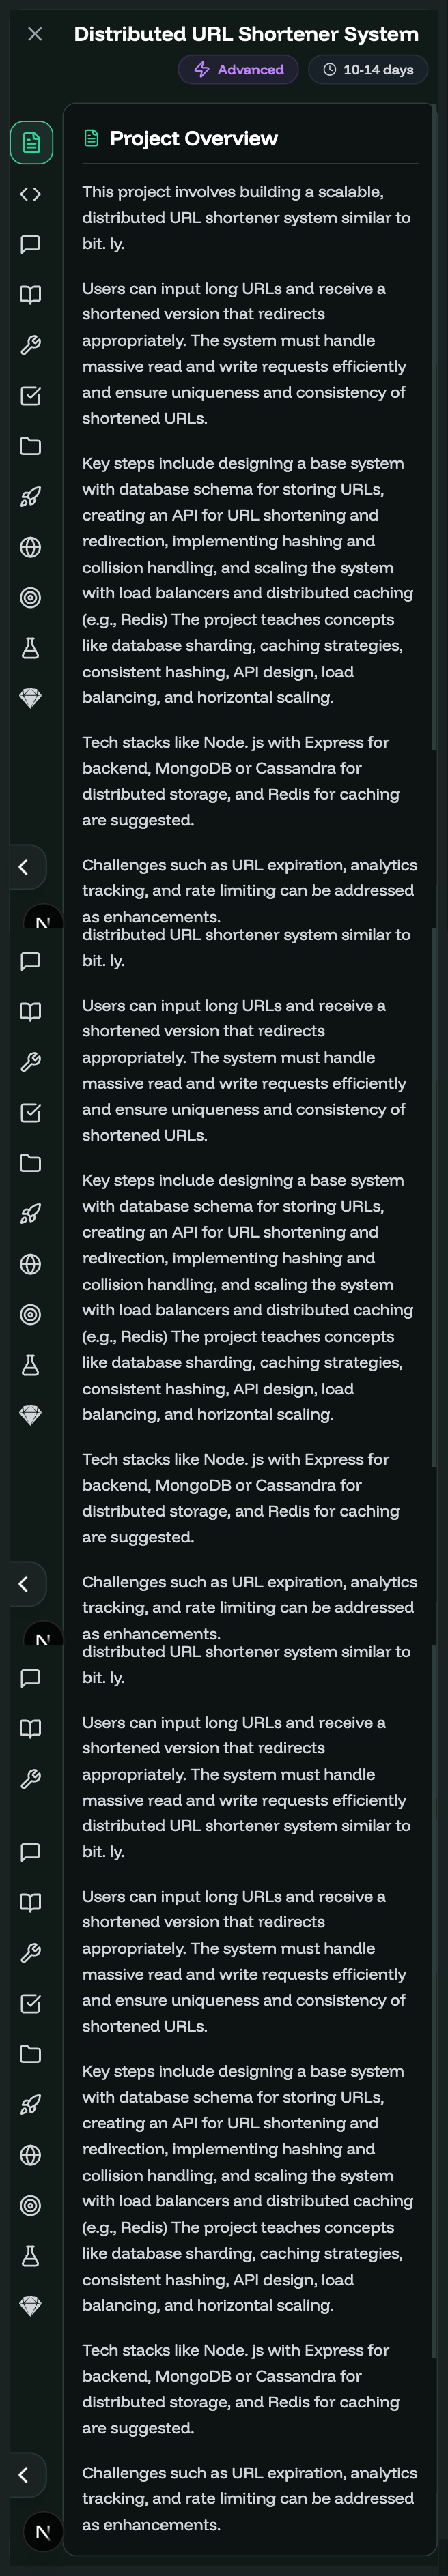 Distributed URL Shortener System
Advanced
10-14 days
Project Overview
This project involves building a scalable,
distributed URL shortener system similar to
bit. ly.
Users can input long URLs and receive a
shortened version that redirects
appropriately. The system must handle
massive read and write requests efficiently
and ensure uniqueness and consistency of
shortened URLs.
Key steps include designing a base system
with database schema for storing URLs,
creating an API for URL shortening and
redirection, implementing hashing and
collision handling, and scaling the system
with load balancers and distributed caching
(e.g., Redis) The project teaches concepts
like database sharding, caching strategies,
consistent hashing, API design, load
balancing, and horizontal scaling.
Tech stacks like Node. js with Express for
backend, MongoDB or Cassandra for
distributed storage, and Redis for caching
are suggested.
Challenges such as URL expiration, analytics
tracking, and rate limiting can be addressed
as enhancements.
N
distributed URL shortener system similar to
bit. ly.
Users can input long URLs and receive a
shortened version that redirects
appropriately. The system must handle
massive read and write requests efficiently
and ensure uniqueness and consistency of
shortened URLs.
Key steps include designing a base system
with database schema for storing URLs,
creating an API for URL shortening and
redirection, implementing hashing and
collision handling, and scaling the system
with load balancers and distributed caching
(e.g., Redis) The project teaches concepts
like database sharding, caching strategies,
consistent hashing, API design, load
balancing, and horizontal scaling.
Tech stacks like Node. js with Express for
backend, MongoDB or Cassandra for
distributed storage, and Redis for caching
are suggested.
Challenges such as URL expiration, analytics
tracking, and rate limiting can be addressed
as enhancements.
N
distributed URL shortener system similar to
bit. ly.
Users can input long URLs and receive a
shortened version that redirects
appropriately. The system must handle
massive read and write requests efficiently
distributed URL shortener system similar to
bit. ly.
Users can input long URLs and receive a
shortened version that redirects
appropriately. The system must handle
massive read and write requests efficiently
and ensure uniqueness and consistency of
shortened URLs.
Key steps include designing a base system
with database schema for storing URLs,
creating an API for URL shortening and
redirection, implementing hashing and
collision handling, and scaling the system
with load balancers and distributed caching
(e.g., Redis) The project teaches concepts
like database sharding, caching strategies,
consistent hashing, API design, load
balancing, and horizontal scaling.
Tech stacks like Node. js with Express for
backend, MongoDB or Cassandra for
distributed storage, and Redis for caching
are suggested.
Challenges such as URL expiration, analytics
tracking, and rate limiting can be addressed
as enhancements.
N